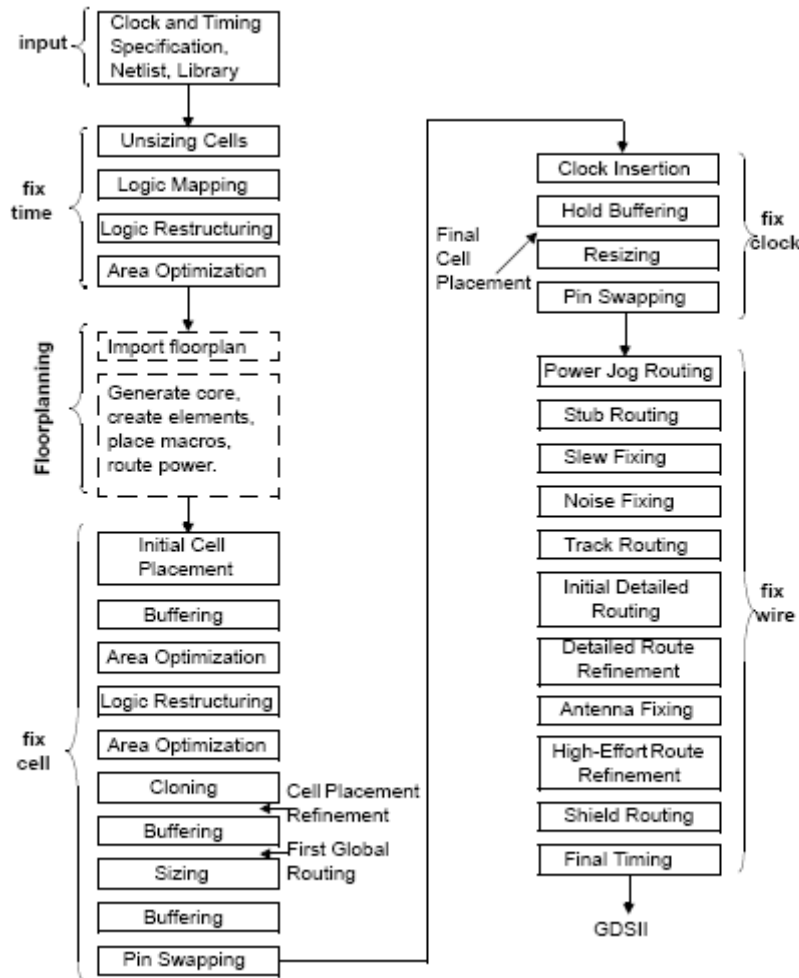 input
Clock and Timing
Specification,
Netlist, Library
fix
time
Unsizing Cells
Logic Mapping
Logic Restructuring
Area Optimization
Floorplanning
Import floorplan
Generate core,
create elements,
place macros,
route power.
fix
cell
Initial Cell
Placement
Buffering
Area Optimization
Logic Restructuring
Area Optimization
Cloning
Cell Placement
Refinement
Buffering
First Global
Routing
Sizing
Buffering
Pin Swapping
Clock Insertion
Hold Buffering
Final
Cell
Placement
Resizing
Pin Swapping
fix
clock
Power Jog Routing
Stub Routing
Slew Fixing
Noise Fixing
Track Routing
Initial Detailed
Routing
Detailed Route
Refinement
Antenna Fixing
High-Effort Route
Refinement
Shield Routing
Final Timing
fix
wire
GDSII